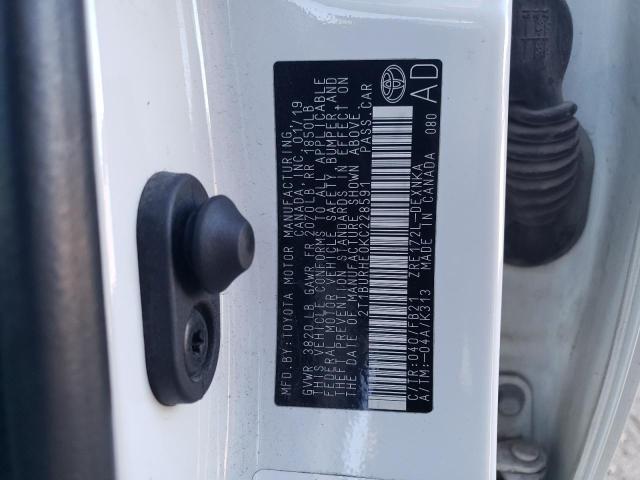 MFD. BY: TOYOTA MOTOR MANUFACTURING,
CANADA, INC. 01/19
GVWR 3820LB GAWR FR 2070LB RR 1850LB
THIS VEHICLE CONFORMS TO ALL APPLICABLE
FEDERAL MOTOR VEHICLE SAFETY, BUMPER, AND
THEFT PREVENTION STANDARDS IN EFFECT ON
THE DATE OF MANUFACTURE SHOWN ABOVE.
2T1BURHE6KC228591 PASS. CAR
C/TR: 040/FB21 ZRE172L-DEXNKA
A/TM: -04A/K313 MADE IN CANADA 080
AD